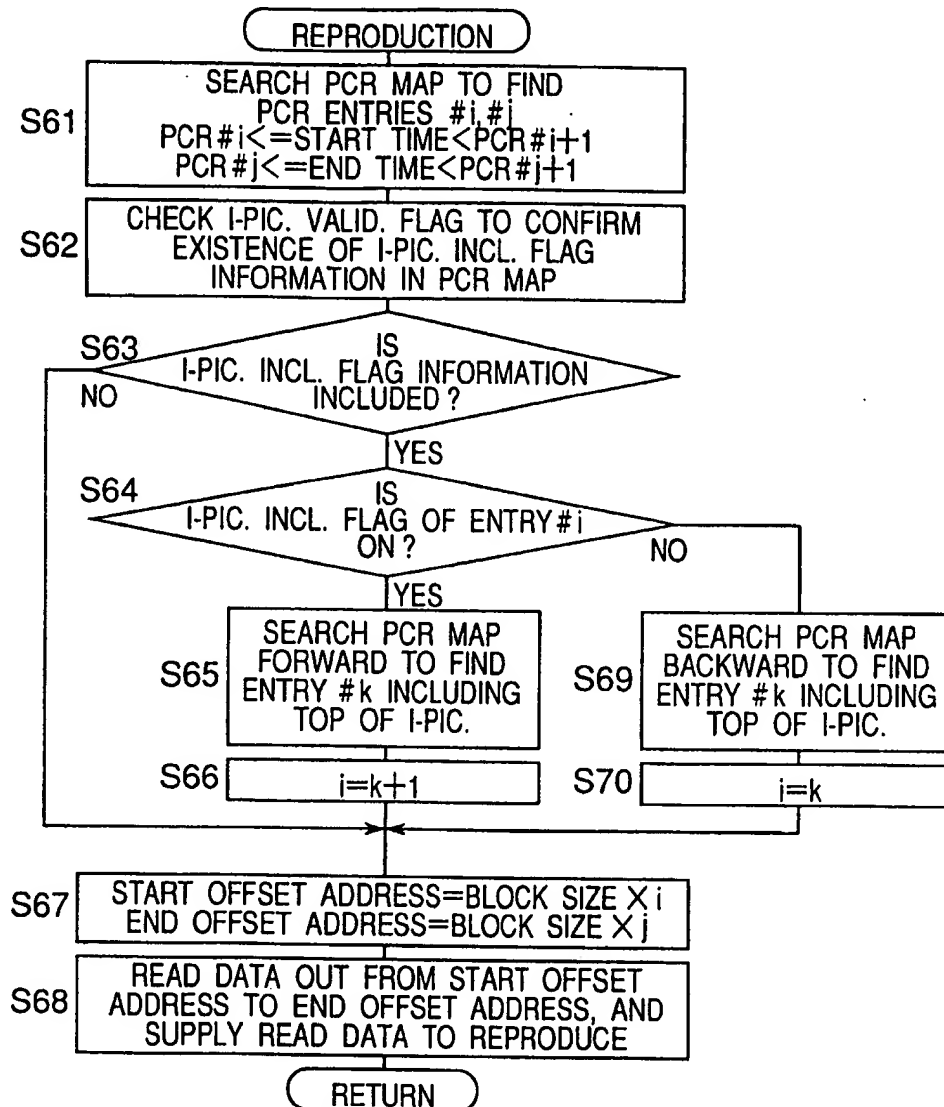 REPRODUCTION
S61
SEARCH PCR MAP TO FIND
PCR ENTRIES #i,#j
PCR#i<=START TIME<PCR#i+1
PCR#j<=END TIME<PCR#j+1
S62
CHECK I-PIC. VALID. FLAG TO CONFIRM
EXISTENCE OF I-PIC. INCL. FLAG
INFORMATION IN PCR MAP
S63
IS
I-PIC. INCL. FLAG INFORMATION
INCLUDED?
NO
YES
S64
IS
I-PIC. INCL. FLAG OF ENTRY#i
ON?
NO
YES
S65
SEARCH PCR MAP
FORWARD TO FIND
ENTRY #k INCLUDING
TOP OF I-PIC.
S69
SEARCH PCR MAP
BACKWARD TO FIND
ENTRY #k INCLUDING
TOP OF I-PIC.
S66
i=k+1
S70
i=k
S67
START OFFSET ADDRESS=BLOCK SIZE × i
END OFFSET ADDRESS=BLOCK SIZE × j
S68
READ DATA OUT FROM START OFFSET
ADDRESS TO END OFFSET ADDRESS, AND
SUPPLY READ DATA TO REPRODUCE
RETURN